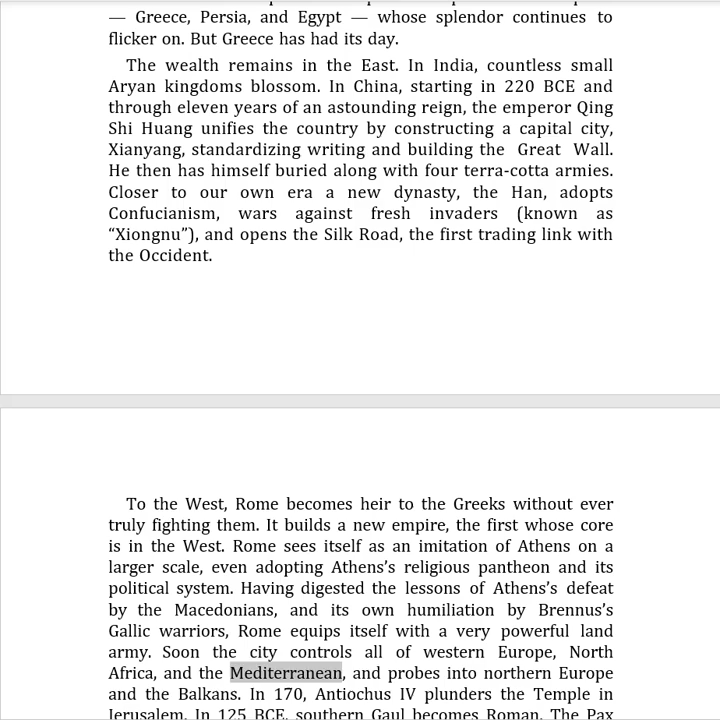 — Greece, Persia, and Egypt — whose splendor continues to
flicker on. But Greece has had its day.
The wealth remains in the East. In India, countless small
Aryan kingdoms blossom. In China, starting in 220 BCE and
through eleven years of an astounding reign, the emperor Qing
Shi Huang unifies the country by constructing a capital city,
Xianyang, standardizing writing and building the Great Wall.
He then has himself buried along with four terra-cotta armies.
Closer to our own era a new dynasty, the Han, adopts
Confucianism, wars against fresh invaders (known as
“Xiongnu”), and opens the Silk Road, the first trading link with
the Occident.
To the West, Rome becomes heir to the Greeks without ever
truly fighting them. It builds a new empire, the first whose core
is in the West. Rome sees itself as an imitation of Athens on a
larger scale, even adopting Athens’s religious pantheon and its
political system. Having digested the lessons of Athens’s defeat
by the Macedonians, and its own humiliation by Brennus’s
Gallic warriors, Rome equips itself with a very powerful land
army. Soon the city controls all of western Europe, North
Africa, and the Mediterranean, and probes into northern Europe
and the Balkans. In 170, Antiochus IV plunders the Temple in
Jerusalem. In 125 BCE, southern Gaul becomes Roman. The Pax